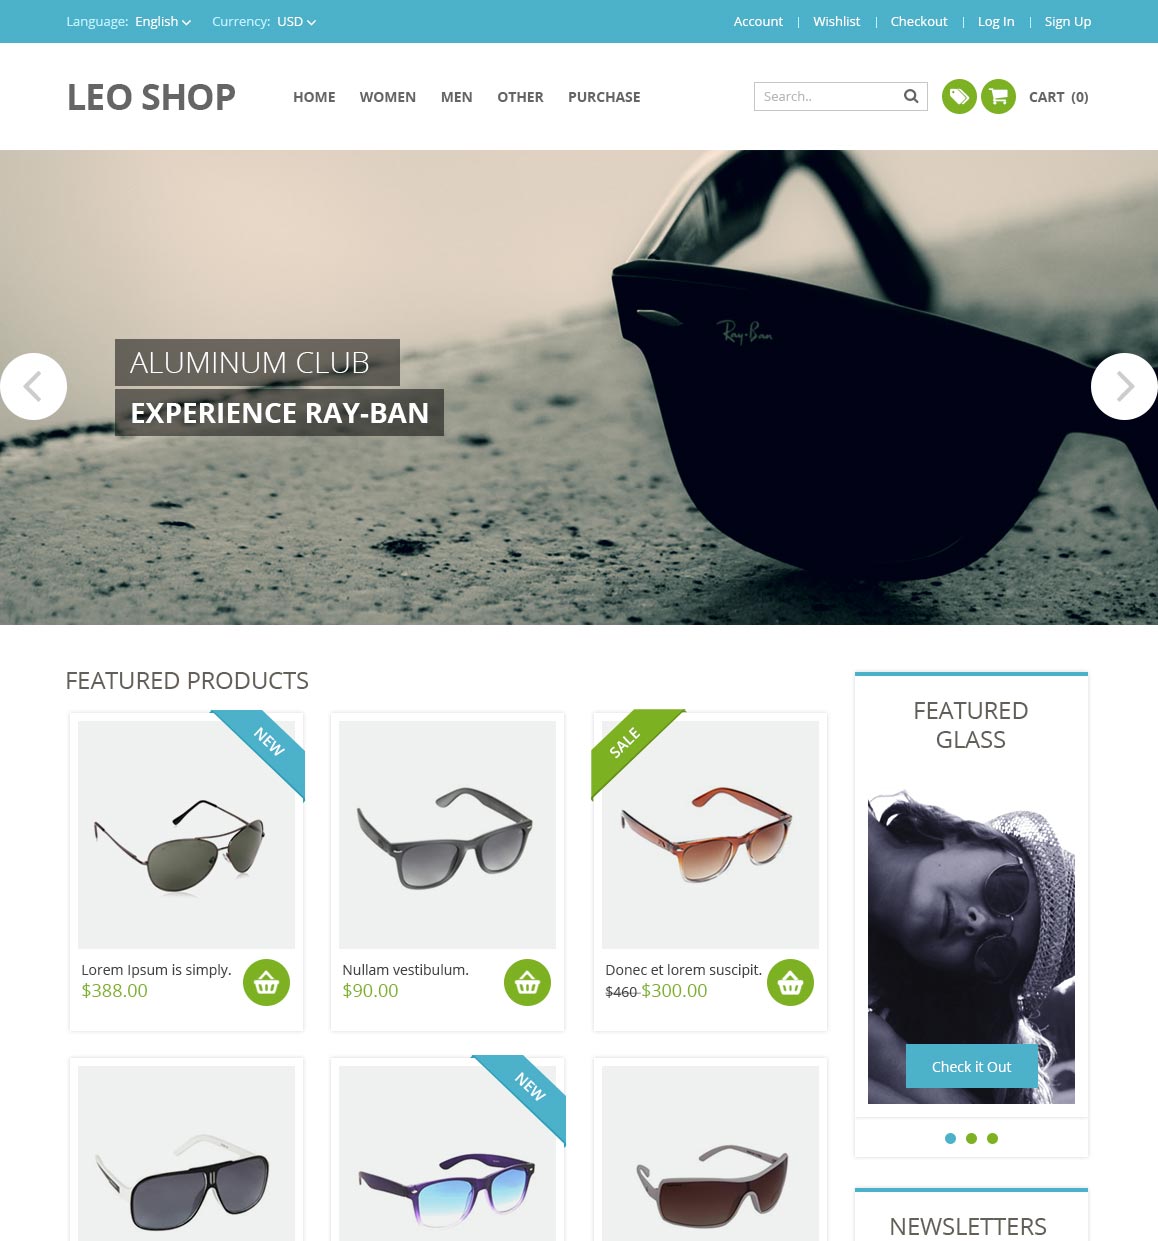 Language: English Currency: USD Account | Wishlist | Checkout | Log In | Sign Up
LEO SHOP HOME WOMEN MEN OTHER PURCHASE Search.. CART (0)
Ray-Ban
ALUMINUM CLUB
EXPERIENCE RAY-BAN
FEATURED PRODUCTS
NEW
SALE
Lorem Ipsum is simply.
$388.00
Nullam vestibulum.
$90.00
Donec et lorem suscipit.
$460 $300.00
NEW
FEATURED
GLASS
Check it Out
NEWSLETTERS